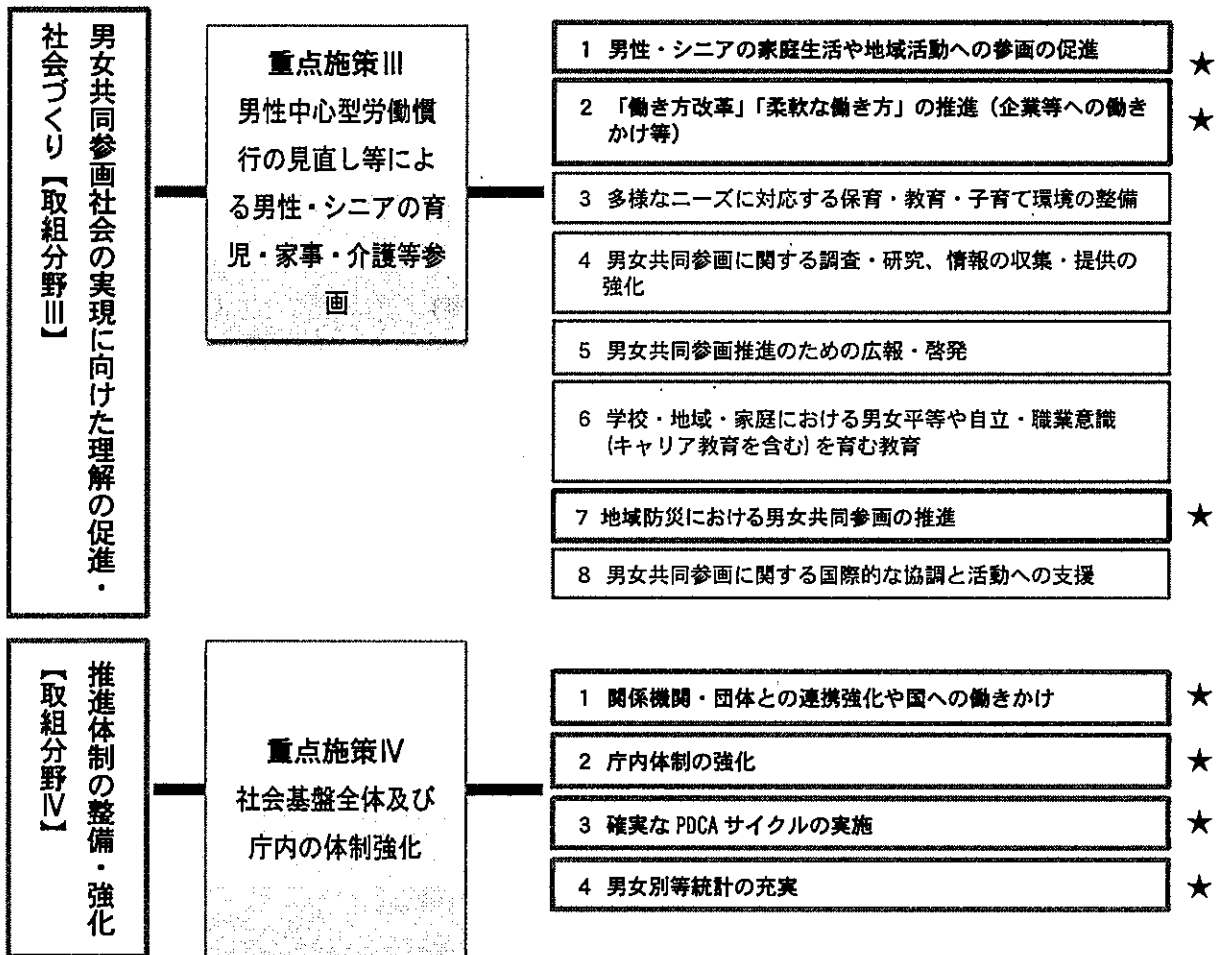 男女共同参画社会の実現に向けた理解の促進・
社会づくり【取組分野Ⅲ】
重点施策Ⅲ
男性中心型労働慣
行の見直し等によ
る男性・シニアの育
児・家事・介護等参
画
1 男性・シニアの家庭生活や地域活動への参画の促進
★
2 「働き方改革」「柔軟な働き方」の推進（企業等への働き
かけ等）
★
3 多様なニーズに対応する保育・教育・子育て環境の整備
4 男女共同参画に関する調査・研究、情報の収集・提供の
強化
5 男女共同参画推進のための広報・啓発
6 学校・地域・家庭における男女平等や自立・職業意識
(キャリア教育を含む)を育む教育
7 地域防災における男女共同参画の推進
★
8 男女共同参画に関する国際的な協調と活動への支援
推進体制の整備・強化
【取組分野Ⅳ】
重点施策Ⅳ
社会基盤全体及び
庁内の体制強化
1 関係機関・団体との連携強化や国への働きかけ
★
2 庁内体制の強化
★
3 確実な PDCA サイクルの実施
★
4 男女別等統計の充実
★